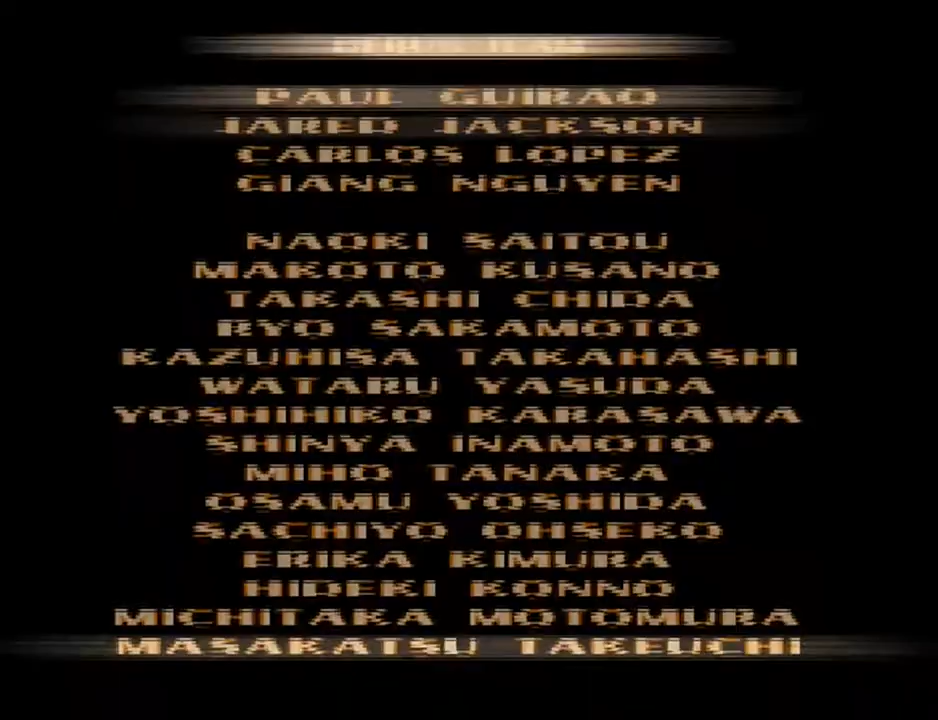 PAUL GUIRAO
JARED JACKSON
CARLOS LOPEZ
GIANG NGUYEN
NAOKI SAITOU
MAKOTO KUSANO
TAKASHI CHIDA
RYO SAKAMOTO
KAZUHISA TAKAHASHI
WATARU YASUDA
YOSHIHIKO KARASAWA
SHINYA INAMOTO
MIHO TANAKA
OSAMU YOSHIDA
SACHIYO OHSEKO
ERIKA KIMURA
HIDEKI KONNO
MICHITAKA MOTOMURA
MASAKATSU TAKEUCHI